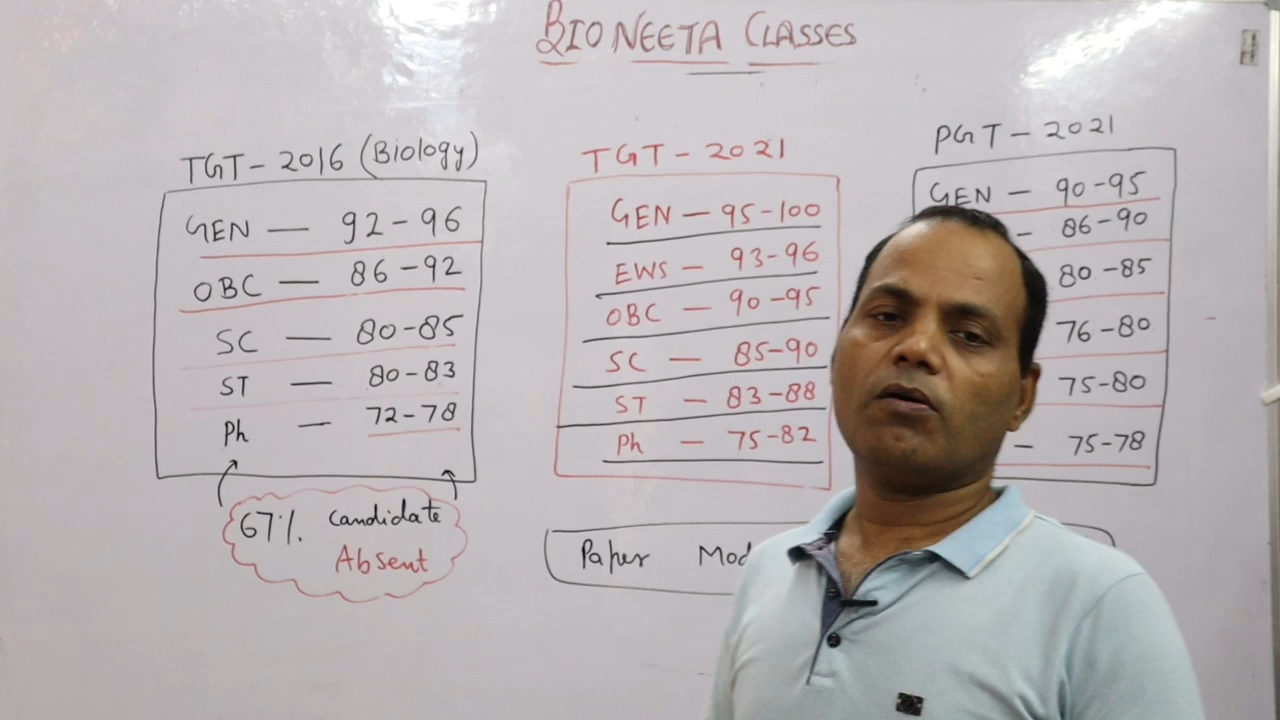 BIO NEETA CLASSES
TGT - 2016 (Biology)
GEN — 92 - 96
OBC — 86 - 92
SC — 80 - 85
ST — 80 - 83
Ph — 72 - 78
67% Candidate
Absent
TGT - 2021
GEN — 95 - 100
EWS — 93 - 96
OBC — 90 - 95
SC — 85 - 90
ST — 83 - 88
Ph — 75 - 82
PGT - 2021
GEN — 90 - 95
- 86 - 90
80 - 85
76 - 80
75 - 80
- 75 - 78
Paper